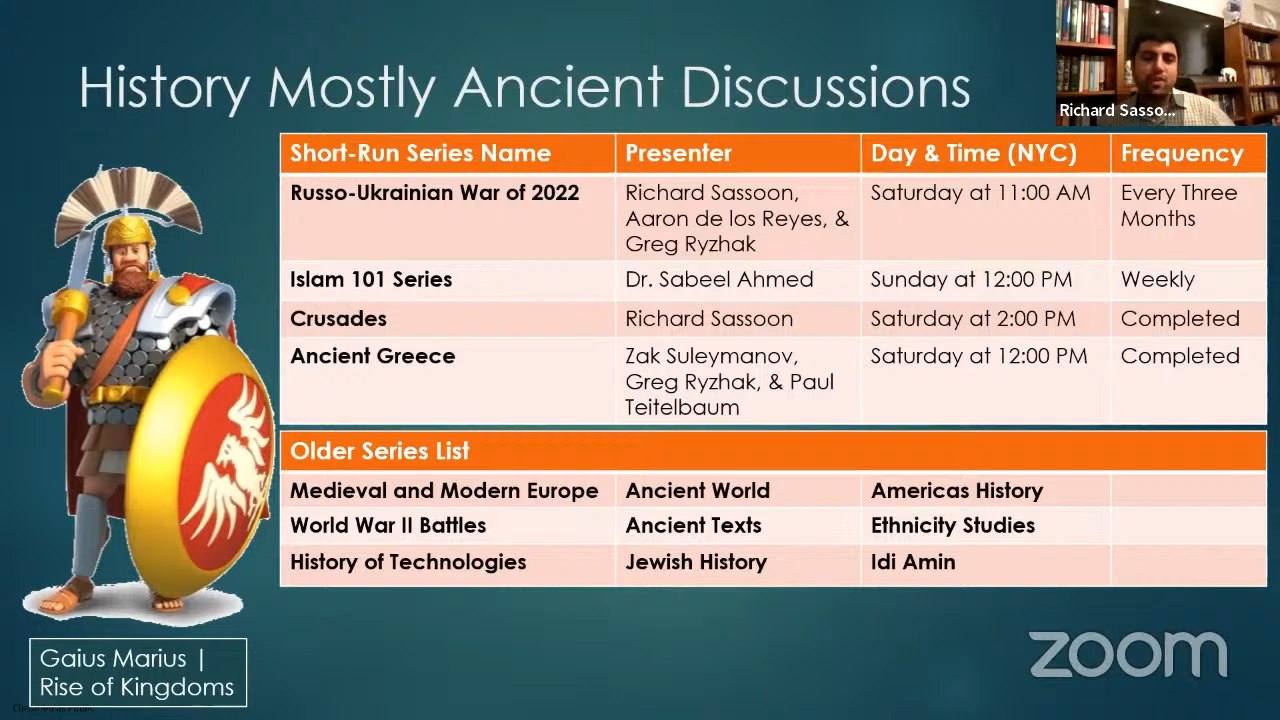 History Mostly Ancient Discussions
Richard Sasso...
Short-Run Series Name Presenter Day & Time (NYC) Frequency
Russo-Ukrainian War of 2022 Richard Sassoon, Saturday at 11:00 AM Every Three
Aaron de los Reyes, & Months
Greg Ryzhak
Islam 101 Series Dr. Sabeel Ahmed Sunday at 12:00 PM Weekly
Crusades Richard Sassoon Saturday at 2:00 PM Completed
Ancient Greece Zak Suleymanov, Saturday at 12:00 PM Completed
Greg Ryzhak, & Paul
Teitelbaum
Older Series List
Medieval and Modern Europe Ancient World Americas History
World War II Battles Ancient Texts Ethnicity Studies
History of Technologies Jewish History Idi Amin
Gaius Marius |
Rise of Kingdoms
zoom